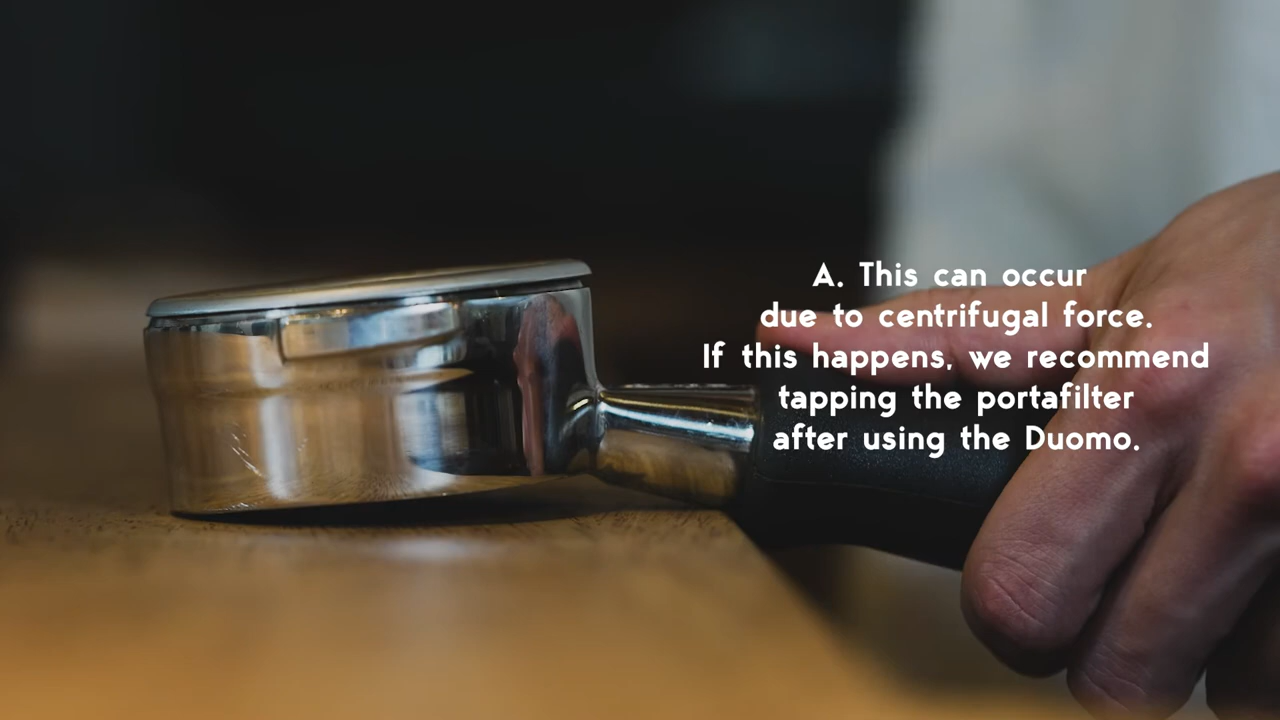 A. This can occur
due to centrifugal force.
If this happens, we recommend
tapping the portafilter
after using the Duomo.